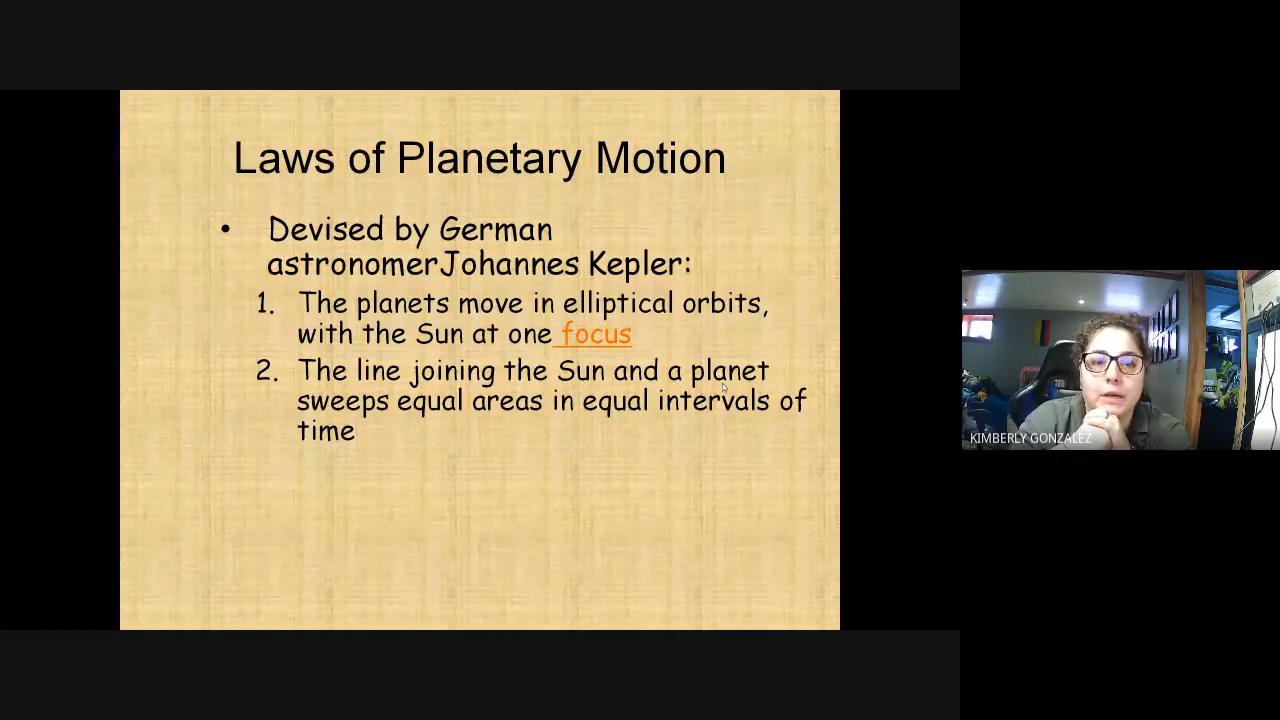 Laws of Planetary Motion
• Devised by German
astronomerJohannes Kepler:
1. The planets move in elliptical orbits,
with the Sun at one focus
2. The line joining the Sun and a planet
sweeps equal areas in equal intervals of
time
KIMBERLY GONZALEZ